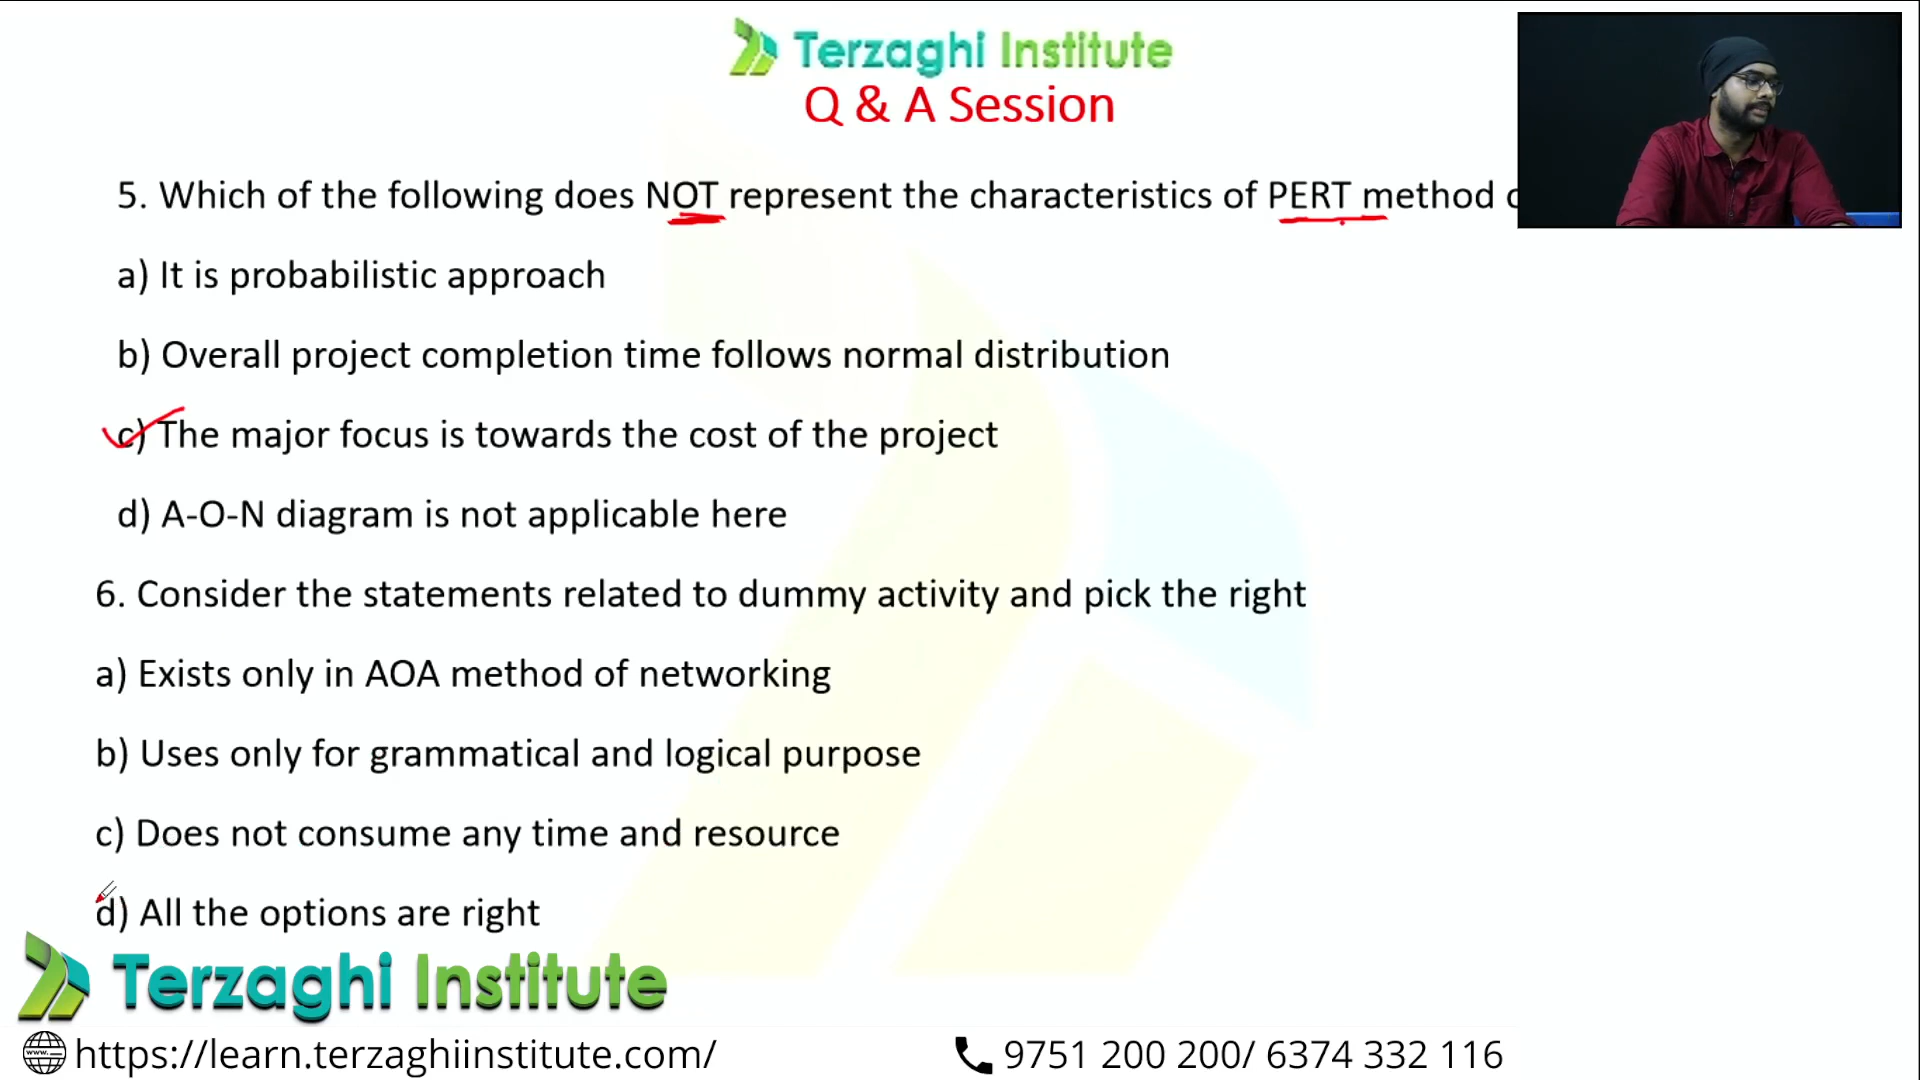 Terzaghi Institute
Q & A Session
5. Which of the following does NOT represent the characteristics of PERT method
a) It is probabilistic approach
b) Overall project completion time follows normal distribution
c) The major focus is towards the cost of the project
d) A-O-N diagram is not applicable here
6. Consider the statements related to dummy activity and pick the right
a) Exists only in AOA method of networking
b) Uses only for grammatical and logical purpose
c) Does not consume any time and resource
d) All the options are right
Terzaghi Institute
www. https://learn.terzaghiinstitute.com/
9751 200 200/ 6374 332 116